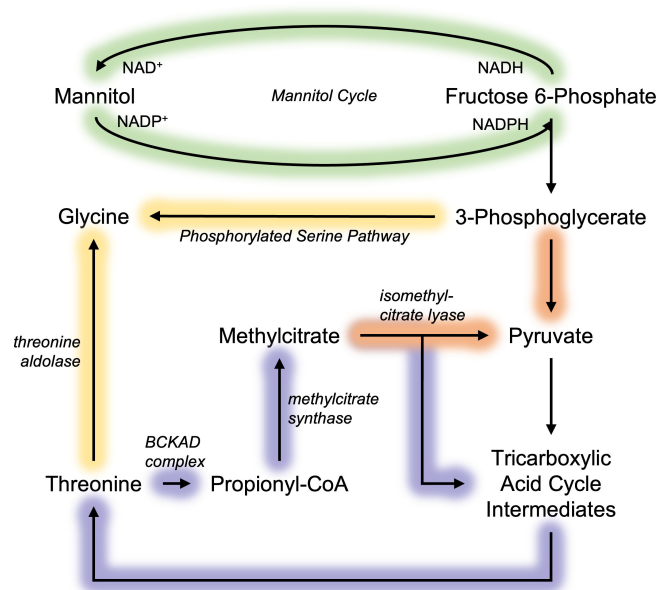 NAD⁺
NADH
Mannitol
Mannitol Cycle
Fructose 6-Phosphate
NADP⁺
NADPH
Glycine
3-Phosphoglycerate
Phosphorylated Serine Pathway
isomethyl-
citrate lyase
threonine
aldolase
Methylcitrate
Pyruvate
methylcitrate
synthase
BCKAD
complex
Threonine
Propionyl-CoA
Tricarboxylic
Acid Cycle
Intermediates